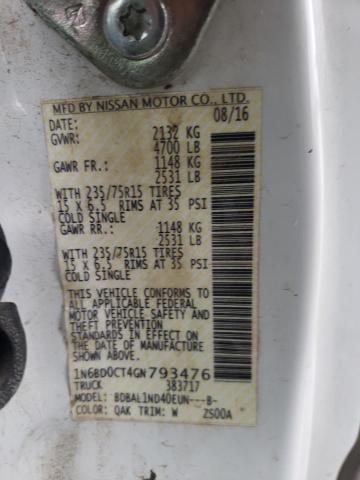 MFD BY NISSAN MOTOR CO., LTD.
DATE: 08/16
GVWR: 2132 KG
4700 LB
GAWR FR.: 1148 KG
2531 LB
WITH 235/75R15 TIRES
15 X 6.5 RIMS AT 35 PSI
COLD SINGLE
GAWR RR.: 1148 KG
2531 LB
WITH 235/75R15 TIRES
15 X 6.5 RIMS AT 35 PSI
COLD SINGLE
THIS VEHICLE CONFORMS TO
ALL APPLICABLE FEDERAL
MOTOR VEHICLE SAFETY AND
THEFT PREVENTION
STANDARDS IN EFFECT ON
THE DATE OF MANUFACTURE
SHOWN ABOVE.
1N6BD0CT4GN793476
TRUCK 383717
MODEL: BDBAL1ND40EUN---B-
COLOR: QAK TRIM: W ZS00A